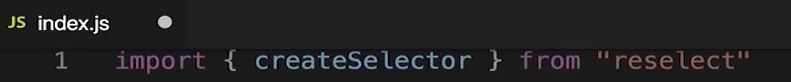 JS index.js
1 import { createSelector } from "reselect"